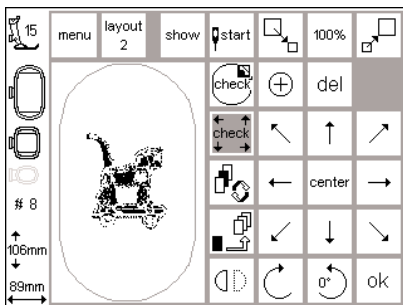 15 menu layout show start 100%
2
check del
check
center
# 8
106mm
89mm 0° ok